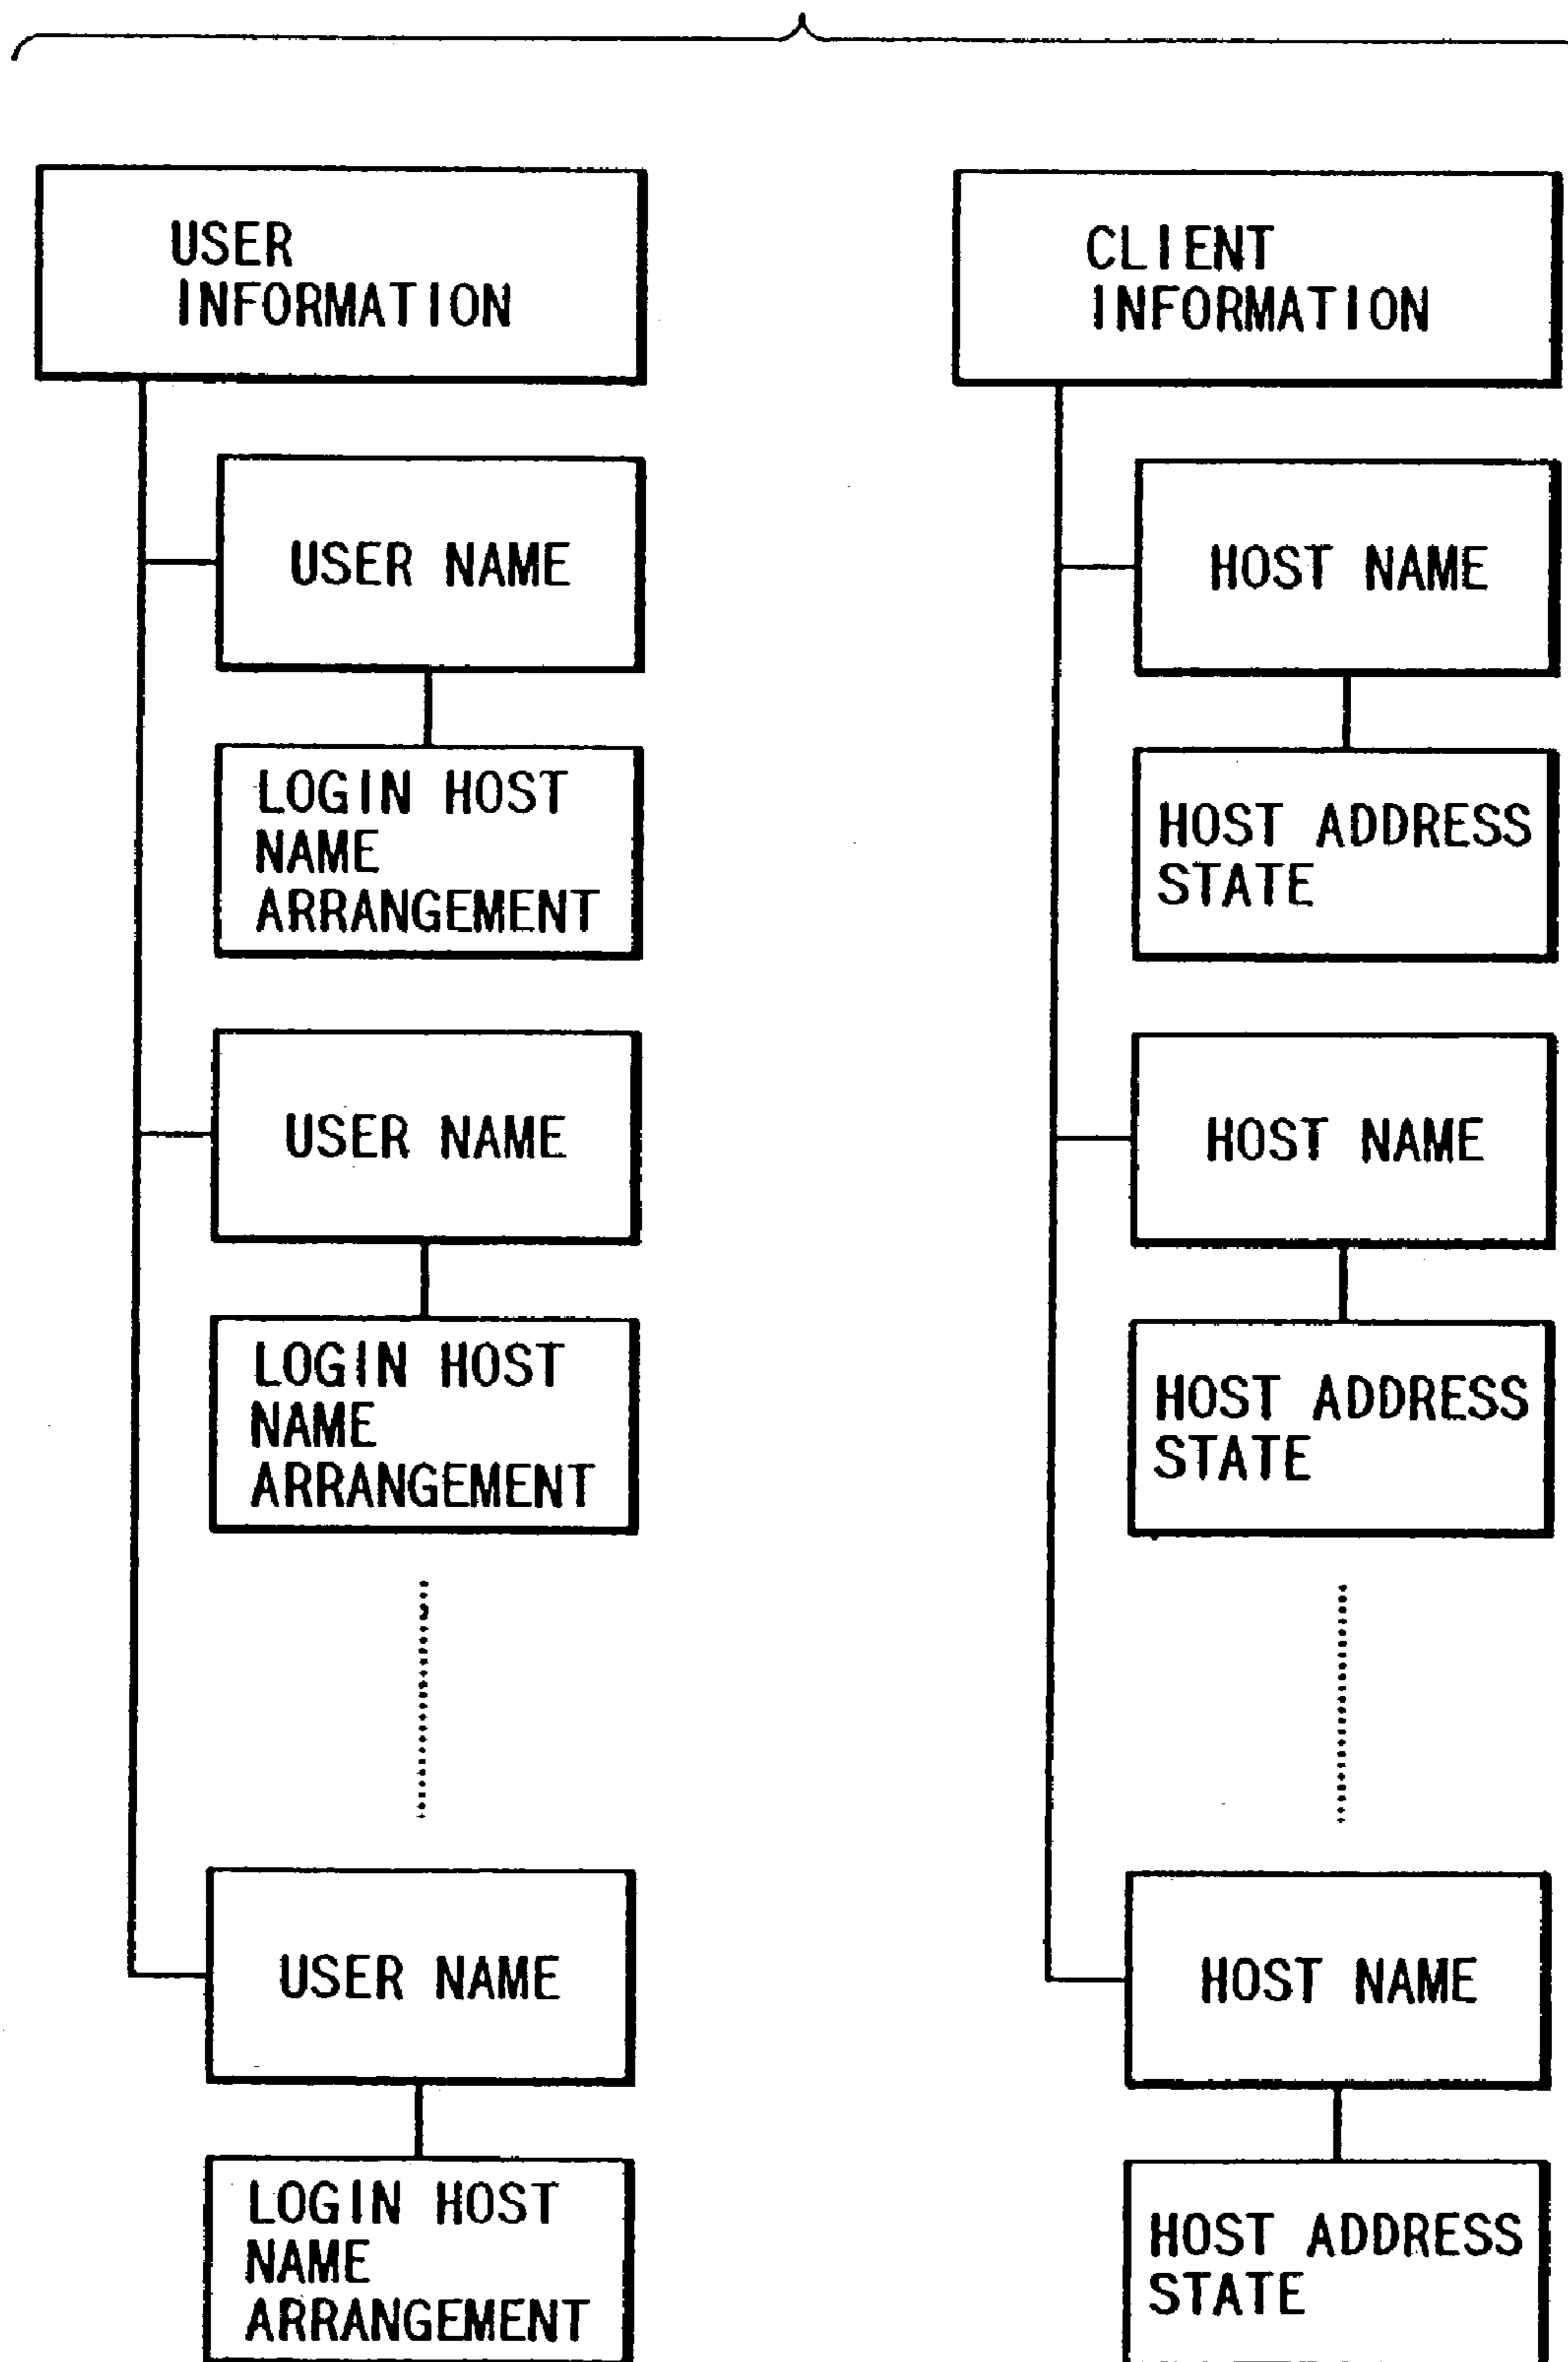 USER
INFORMATION
USER NAME
LOGIN HOST
NAME
ARRANGEMENT
USER NAME
LOGIN HOST
NAME
ARRANGEMENT
USER NAME
LOGIN HOST
NAME
ARRANGEMENT
CLIENT
INFORMATION
HOST NAME
HOST ADDRESS
STATE
HOST NAME
HOST ADDRESS
STATE
HOST NAME
HOST ADDRESS
STATE